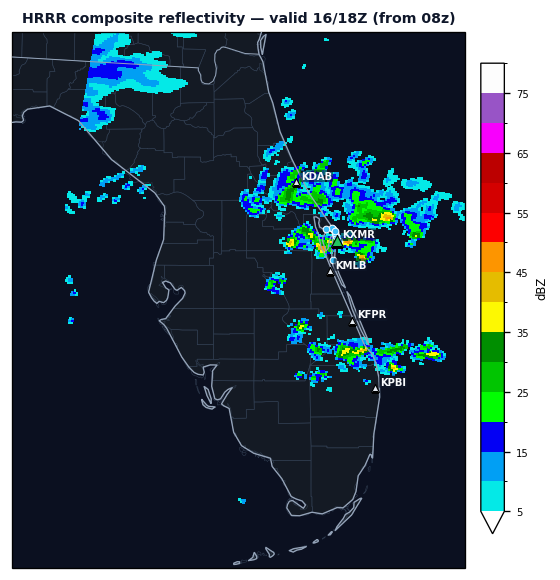 HRRR composite reflectivity — valid 16/18Z (from 08z)
75
65
KDAB
55
KXMR
dBZ
45
KMLB
KFPR
35
25
KPBI
15
5